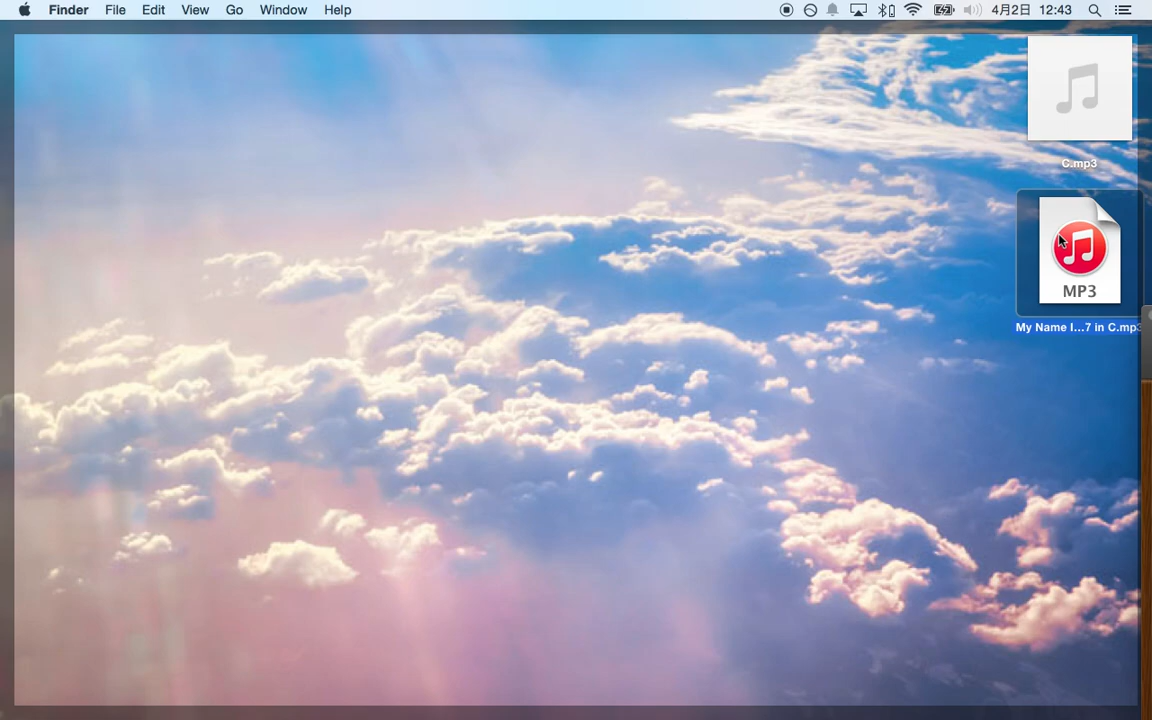 Finder File Edit View Go Window Help 4月2日 12:43
C.mp3
MP3
My Name I...7 in C.mp3